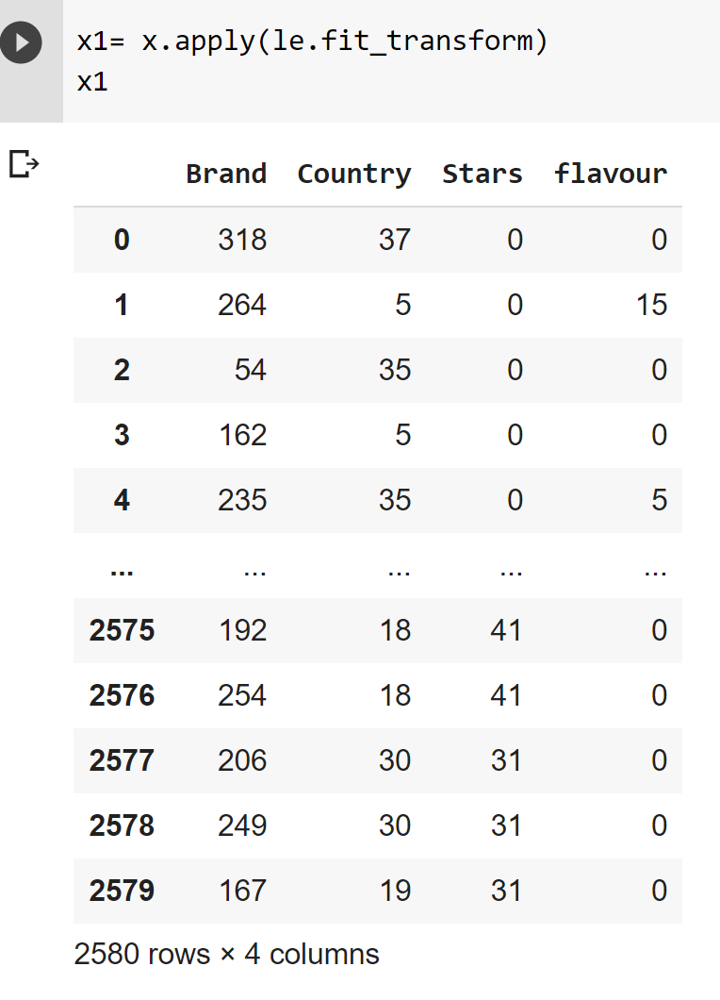 x1= x.apply(le.fit_transform)
x1
Brand Country Stars flavour
0 318 37 0 0
1 264 5 0 15
2 54 35 0 0
3 162 5 0 0
4 235 35 0 5
... ... ... ... ...
2575 192 18 41 0
2576 254 18 41 0
2577 206 30 31 0
2578 249 30 31 0
2579 167 19 31 0
2580 rows × 4 columns